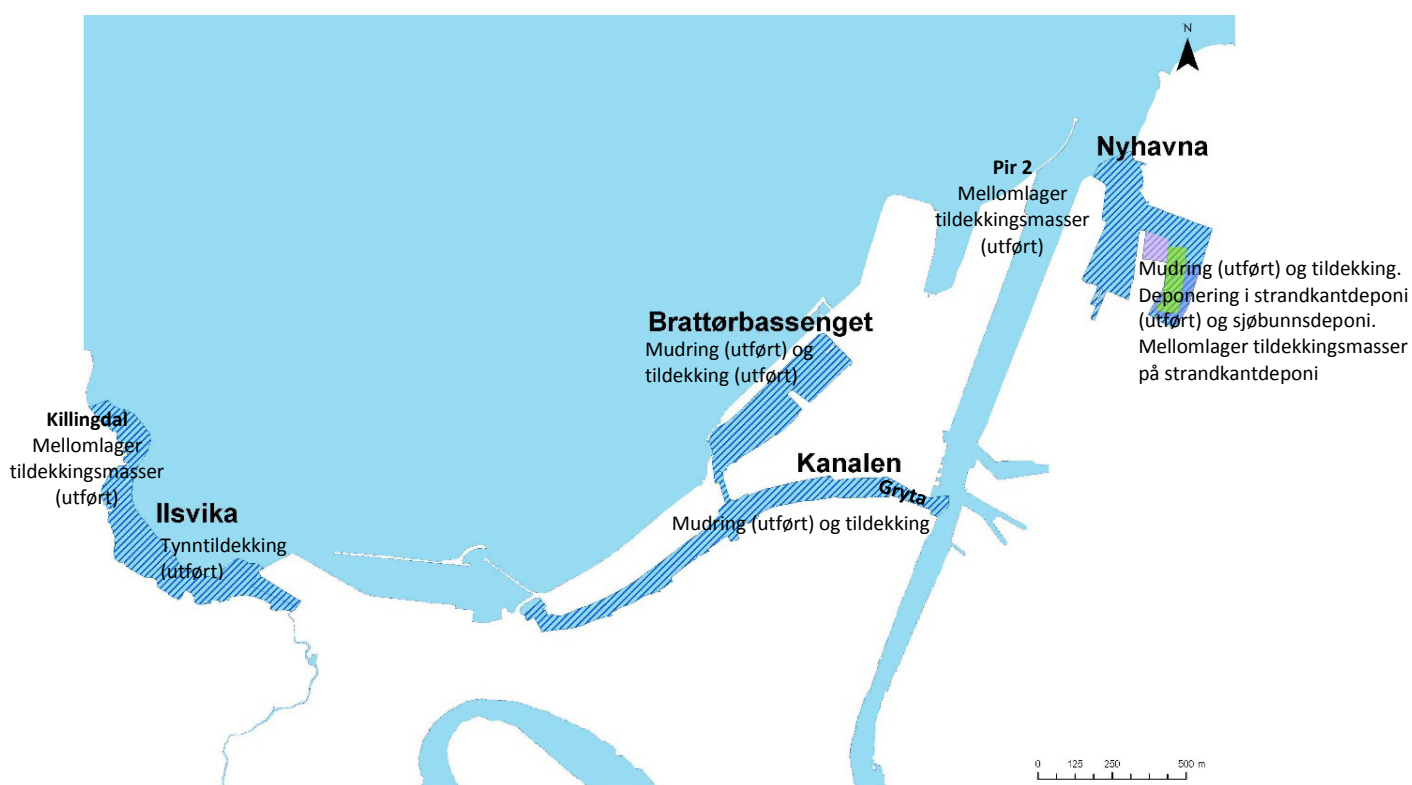 N
Nyhavna
Pir 2
Mellomlager
tildekkingsmasser
(utført)
Mudring (utført) og tildekking.
Deponering i strandkantdeponi
(utført) og sjøbunnsdeponi.
Mellomlager tildekkingsmasser
på strandkantdeponi
Brattørbassenget
Mudring (utført) og
tildekking (utført)
Killingdal
Mellomlager
tildekkingsmasser
(utført)
Kanalen
Gryta
Mudring (utført) og tildekking
Ilsvika
Tynntildekking
(utført)
0 125 250 500 m